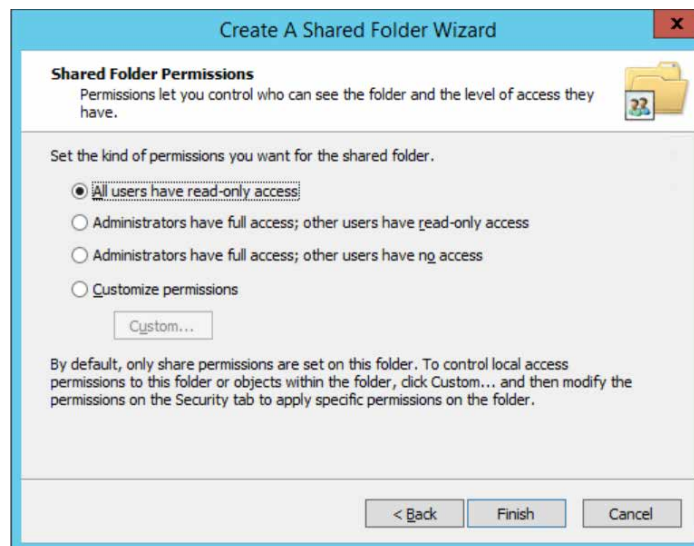 Create A Shared Folder Wizard
x
Shared Folder Permissions
Permissions let you control who can see the folder and the level of access they
have.
Set the kind of permissions you want for the shared folder.
All users have read-only access
Administrators have full access; other users have read-only access
Administrators have full access; other users have no access
Customize permissions
Custom...
By default, only share permissions are set on this folder. To control local access
permissions to this folder or objects within the folder, click Custom... and then modify the
permissions on the Security tab to apply specific permissions on the folder.
< Back
Finish
Cancel